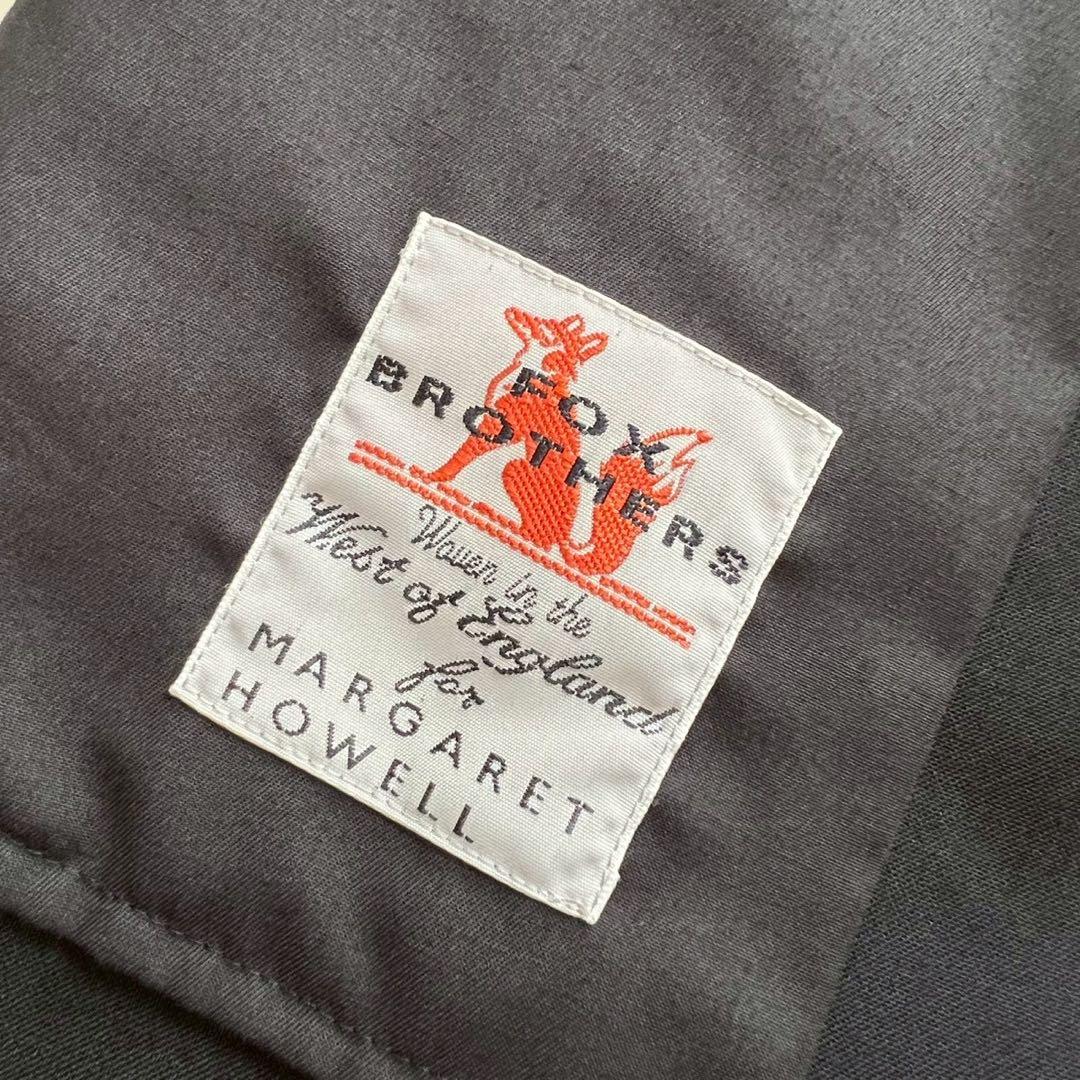 FOX
BROTHERS
Woven in the
West of England
for
MARGARET
HOWELL